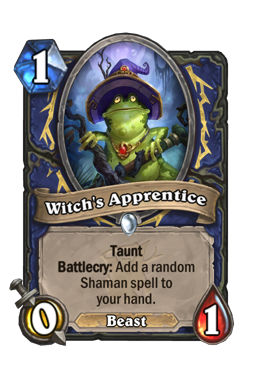 1
Witch's Apprentice
Taunt
Battlecry: Add a random
Shaman spell to
your hand.
0
Beast
1